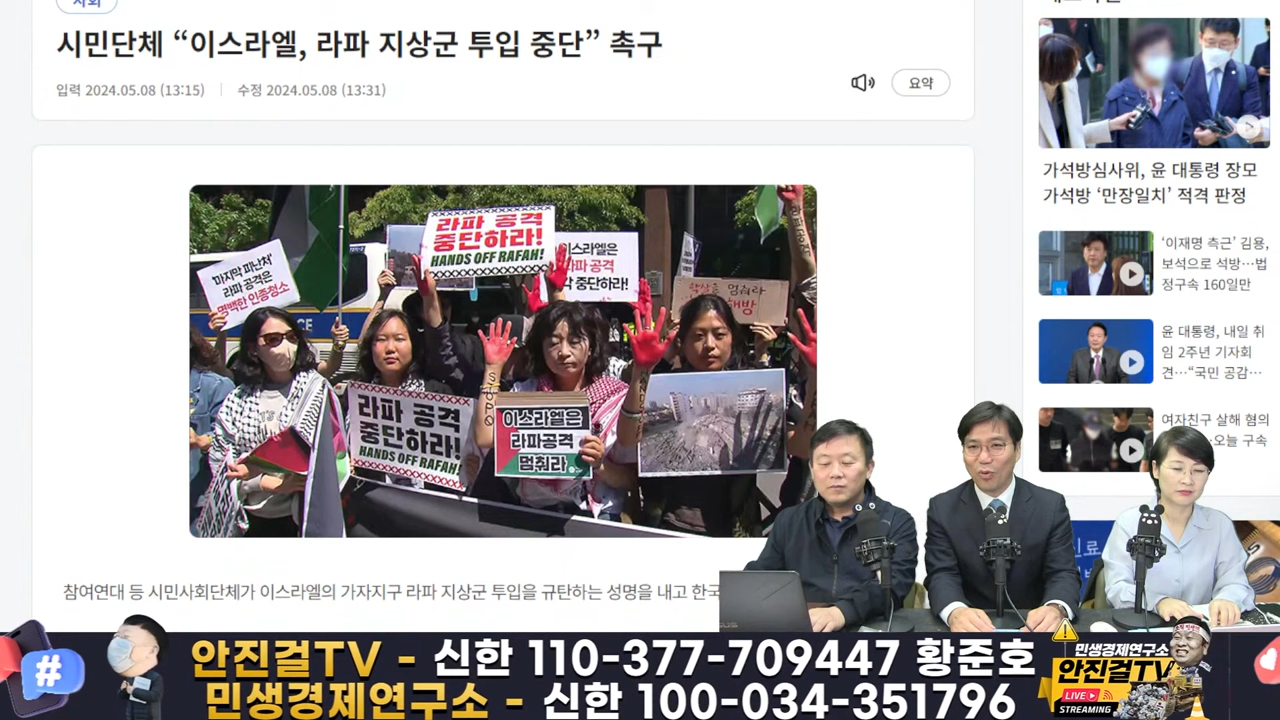 사회
시민단체 “이스라엘, 라파 지상군 투입 중단” 촉구
입력 2024.05.08 (13:15)
수정 2024.05.08 (13:31)
요약
'마지막 피난처'
라파 공격은
명백한 인종청소
라파 공격
중단하라!
HANDS OFF RAFAH!
이스라엘은
라파 공격
각 중단하라!
라파 공격
중단하라!
HANDS OFF RAFAH!
이스라엘은
라파공격
멈춰라
STOP
참여연대 등 시민사회단체가 이스라엘의 가자지구 라파 지상군 투입을 규탄하는 성명을 내고 한국
가석방심사위, 윤 대통령 장모
가석방 ‘만장일치’ 적격 판정
‘이재명 측근’ 김용,
보석으로 석방…법
정구속 160일만
윤 대통령, 내일 취
임 2주년 기자회
견…“국민 공감…
여자친구 살해 혐의
오늘 구속
#
안진걸TV - 신한 110-377-709447 황준호
민생경제연구소 - 신한 100-034-351796
민생경제연구소
안진걸TV
LIVE
STREAMING